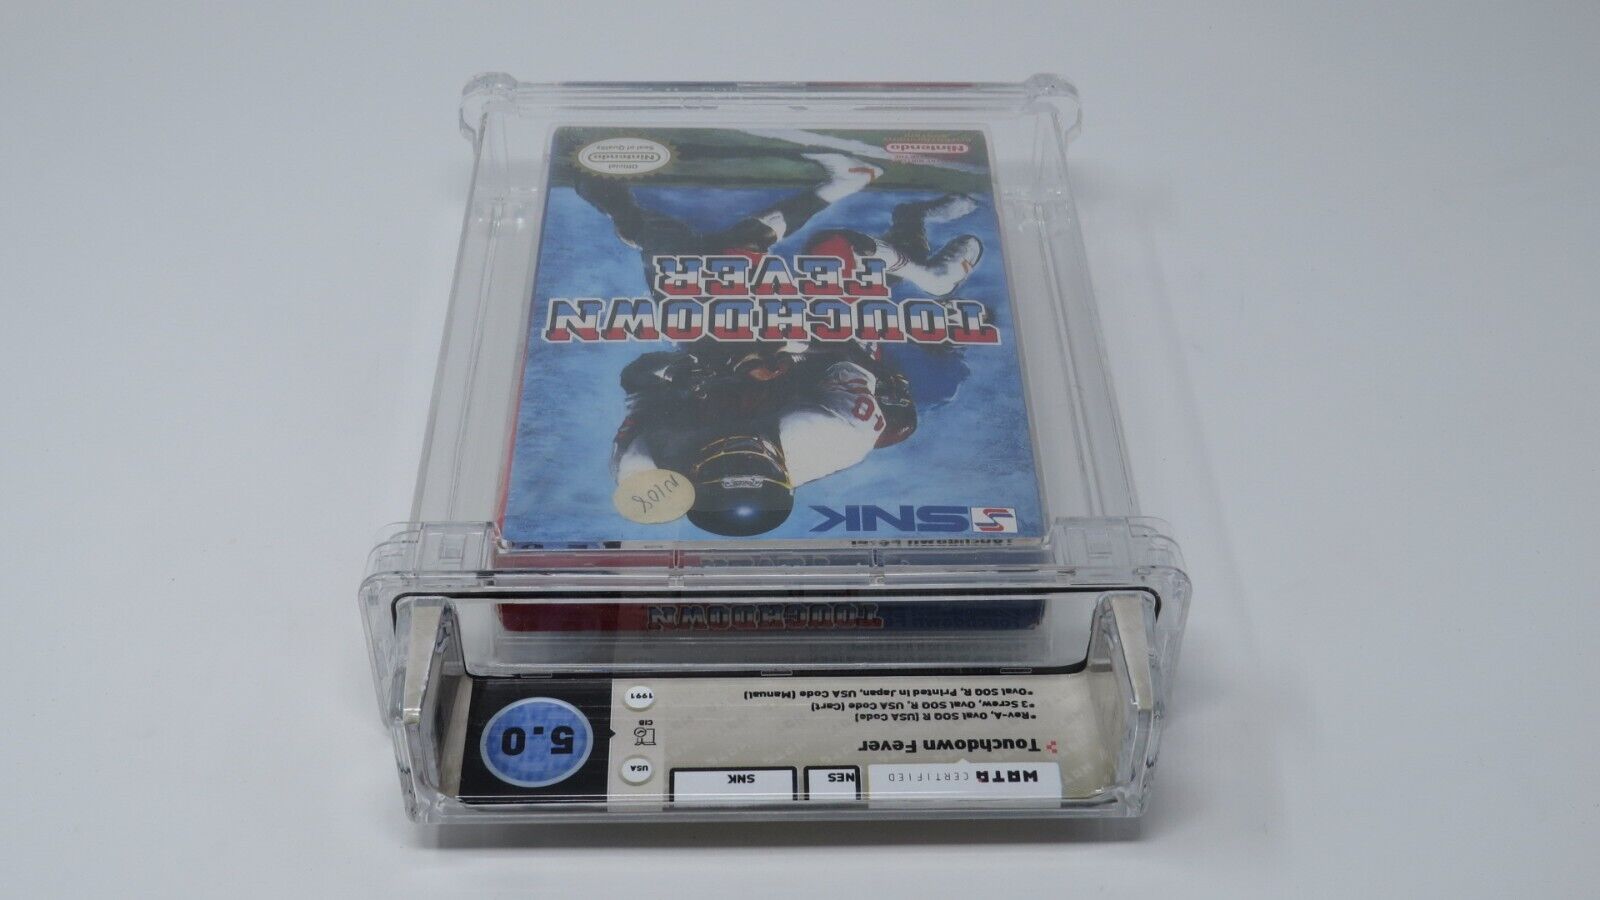 WATA CERTIFIED
NES
SNK
USA
Touchdown Fever
CIB
5.0
*Rev-A, Oval SOQ R (USA Code)
*3 Screw, Oval SOQ R, USA Code (Cart)
*Oval SOQ R, Printed in Japan, USA Code (Manual)
1991
TOUCHDOWN
SNK
N108
TOUCHDOWN
FEVER
Nintendo
Official
Nintendo
Seal of Quality